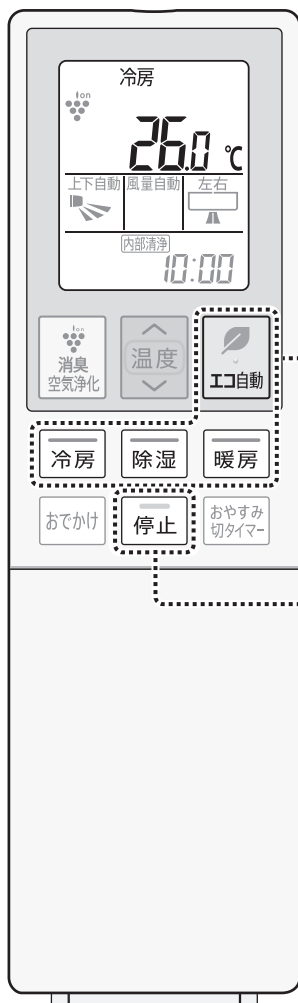 冷房
ion
26.0 ℃
上下自動 風量自動 左右
内部清浄
10:00
ion
消臭
空気浄化
温度
エコ自動
冷房 除湿 暖房
おでかけ 停止 おやすみ
切タイマー